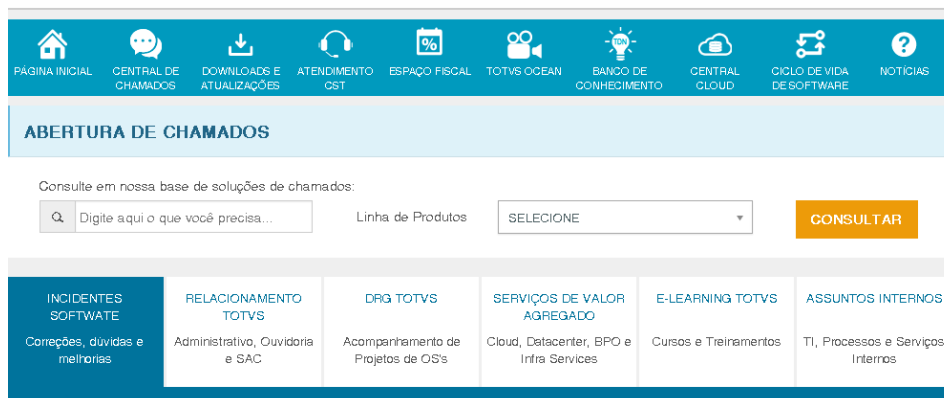 PÁGINA INICIAL
CENTRAL DE
CHAMADOS
DOWNLOADS E
ATUALIZAÇÕES
ATENDIMENTO
CST
%
ESPAÇO FISCAL
TOTVS OCEAN
TDN
BANCO DE
CONHECIMENTO
CENTRAL
CLOUD
CICLO DE VIDA
DE SOFTWARE
?
NOTÍCIAS
ABERTURA DE CHAMADOS
Consulte em nossa base de soluções de chamados:
Digite aqui o que você precisa...
Linha de Produtos
SELECIONE
CONSULTAR
INCIDENTES
SOFTWATE
Correções, dúvidas e
melhorias
RELACIONAMENTO
TOTVS
Administrativo, Ouvidoria
e SAC
DRG TOTVS
Acompanhamento de
Projetos de OS's
SERVIÇOS DE VALOR
AGREGADO
Cloud, Datacenter, BPO e
Infra Services
E-LEARNING TOTVS
Cursos e Treinamentos
ASSUNTOS INTERNOS
TI, Processos e Serviços
Internos